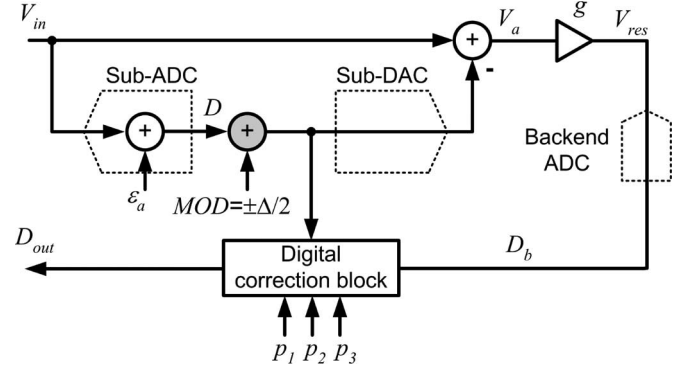 V_in
+
V_a
g
V_res
-
Sub-ADC
Sub-DAC
D
+
+
Backend
ADC
ε_a
MOD=±Δ/2
D_out
Digital
correction block
D_b
p_1 p_2 p_3